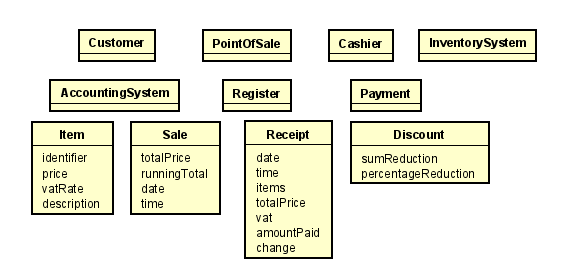 Customer
PointOfSale
Cashier
InventorySystem
AccountingSystem
Register
Payment
Item
identifier
price
vatRate
description
Sale
totalPrice
runningTotal
date
time
Receipt
date
time
items
totalPrice
vat
amountPaid
change
Discount
sumReduction
percentageReduction